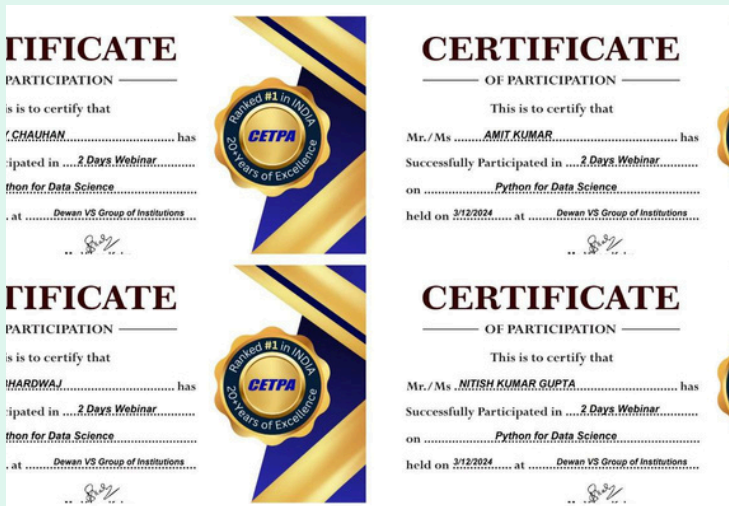 TIFICATE
PARTICIPATION
is is to certify that
CHAUHAN has
cipated in 2 Days Webinar
thon for Data Science
at Dewan VS Group of Institutions
Ranked #1 in INDIA
CETPA
20+Years of Excellence
CERTIFICATE
OF PARTICIPATION
This is to certify that
Mr./Ms AMIT KUMAR has
Successfully Participated in 2 Days Webinar
on Python for Data Science
held on 3/12/2024 at Dewan VS Group of Institutions
TIFICATE
PARTICIPATION
is is to certify that
HARDWAJ has
cipated in 2 Days Webinar
thon for Data Science
at Dewan VS Group of Institutions
Ranked #1 in INDIA
CETPA
20+Years of Excellence
CERTIFICATE
OF PARTICIPATION
This is to certify that
Mr./Ms NITISH KUMAR GUPTA has
Successfully Participated in 2 Days Webinar
on Python for Data Science
held on 3/12/2024 at Dewan VS Group of Institutions